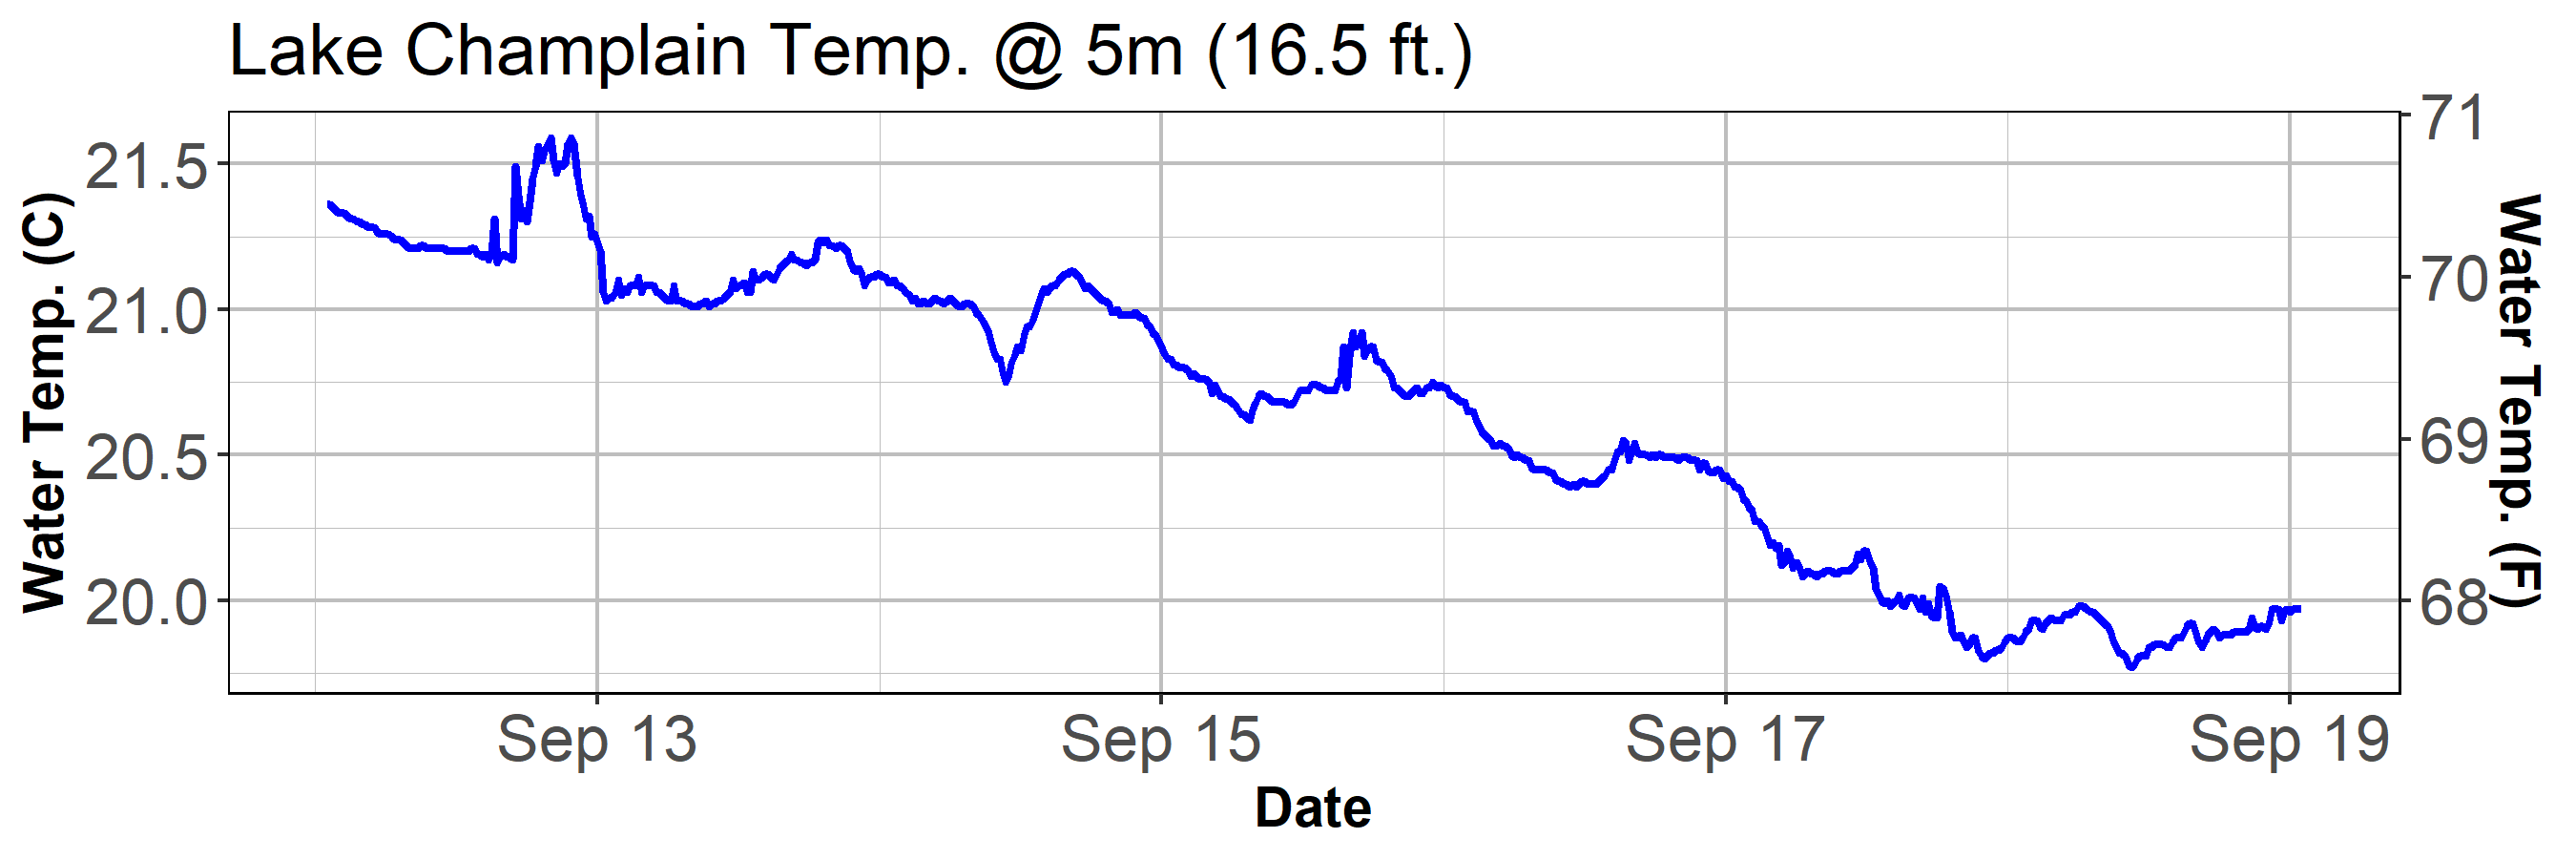 Lake Champlain Temp. @ 5m (16.5 ft.)
Water Temp. (C)
21.5
21.0
20.5
20.0
71
70
69
68
Water Temp. (F)
Sep 13
Sep 15
Sep 17
Sep 19
Date